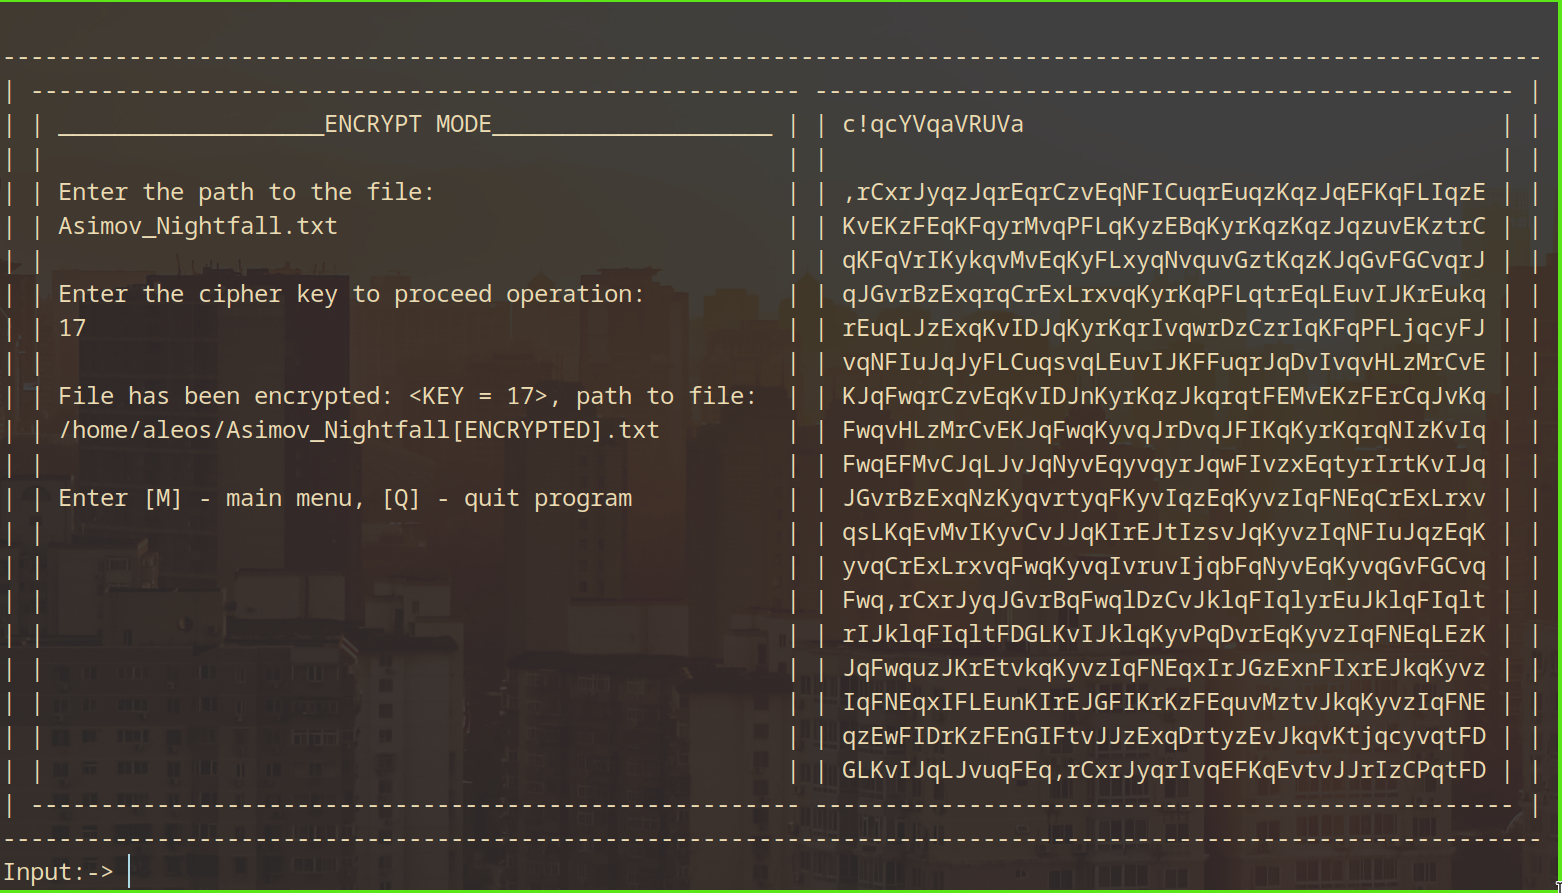 ENCRYPT MODE
Enter the path to the file:
Asimov_Nightfall.txt
Enter the cipher key to proceed operation:
17
File has been encrypted: <KEY = 17>, path to file:
/home/aleos/Asimov_Nightfall[ENCRYPTED].txt
Enter [M] - main menu, [Q] - quit program
c!qcYVqaVRUVa
,rCxrJyqzJqrEqrCzvEqNFICuqrEuqzKqzJqEFKqFLIqzE
KvEKzFEqKFqyrMvqPFLqKyzEBqKyrKqzKqzJqzuvEKztrC
qKFqVrIKykqvMvEqKyFLxyqNvquvGztKqzKJqGvFGCvqrJ
qJGvrBzExqrqCrExLrxvqKyrKqPFLqtrEqLEuvIJKrEukq
rEuqLJzExqKvIDJqKyrKqrIvqwrDzCzrIqKFqPFLjqcyFJ
vqNFIuJqJyFLCuqsvqLEuvIJKFFuqrJqDvIvqvHLzMrCvE
KJqFwqrCzvEqKvIDJnKyrKqzJkqrqtFEMvEKzFErCqJvKq
FwqvHLzMrCvEKJqFwqKyvqJrDvqJFIKqKyrKqrqNIzKvIq
FwqEFMvCJqLJvJqNyvEqyvqyrJqwFIvzxEqtyrIrtKvIJq
JGvrBzExqNzKyqvrtyqFKyvIqzEqKyvzIqFNEqCrExLrxv
qsLKqEvMvIKyvCvJJqKIrEJtIzsvJqKyvzIqNFIuJqzEqK
yvqCrExLrxvqFwqKyvqIvruvIjqbFqNyvEqKyvqGvFGCvq
Fwq,rCxrJyqJGvrBqFwqlDzCvJklqFIqlyrEuJklqFIqlt
rIJklqFIqltFDGLKvIJklqKyvPqDvrEqKyvzIqFNEqLEzK
JqFwquzJKrEtvkqKyvzIqFNEqxIrJGzExnFIxrEJkqKyvz
IqFNEqxIFLEunKIrEJGFIKrKzFEquvMztvJkqKyvzIqFNE
qzEwFIDrKzFEnGIFtvJJzExqDrtyzEvJkqvKtjqcyvqtFD
GLKvIJqLJvuqFEq,rCxrJyqrIvqEFKqEvtvJJrIzCPqtFD
Input:->